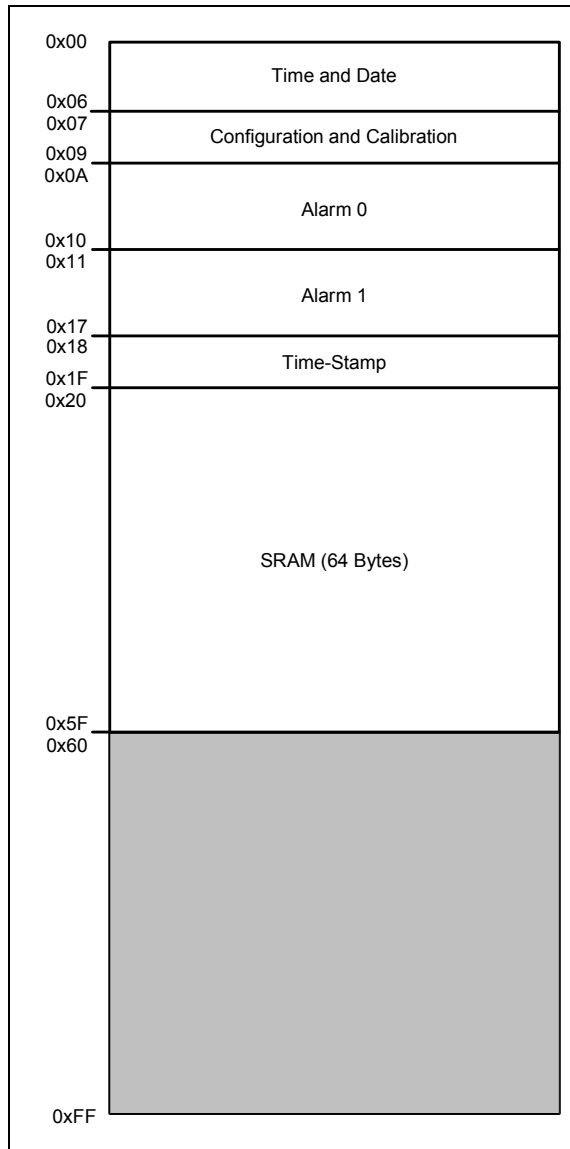 0x00
Time and Date
0x06
0x07
Configuration and Calibration
0x09
0x0A
Alarm 0
0x10
0x11
Alarm 1
0x17
0x18
Time-Stamp
0x1F
0x20
SRAM (64 Bytes)
0x5F
0x60
0xFF